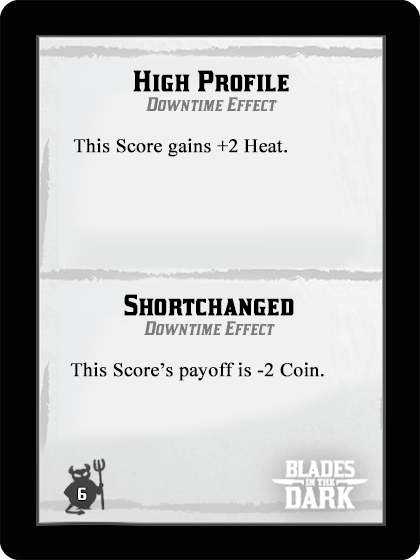 High Profile
Downtime Effect
This Score gains +2 Heat.
Shortchanged
Downtime Effect
This Score's payoff is -2 Coin.
6
BLADES
IN THE
DARK